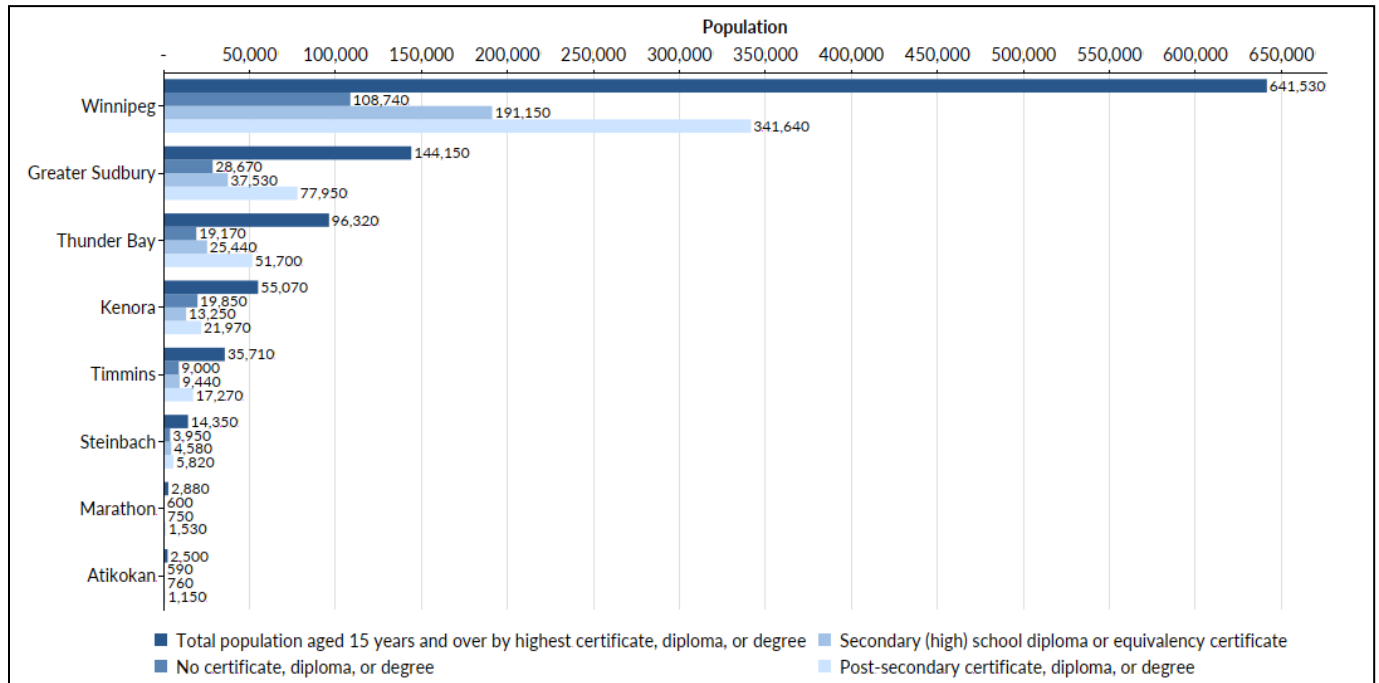 Population
- 50,000 100,000 150,000 200,000 250,000 300,000 350,000 400,000 450,000 500,000 550,000 600,000 650,000
Winnipeg
641,530
108,740
191,150
341,640
Greater Sudbury
144,150
28,670
37,530
77,950
Thunder Bay
96,320
19,170
25,440
51,700
Kenora
55,070
19,850
13,250
21,970
Timmins
35,710
9,000
9,440
17,270
Steinbach
14,350
3,950
4,580
5,820
Marathon
2,880
600
750
1,530
Atikokan
2,500
590
760
1,150
Total population aged 15 years and over by highest certificate, diploma, or degree
Secondary (high) school diploma or equivalency certificate
No certificate, diploma, or degree
Post-secondary certificate, diploma, or degree